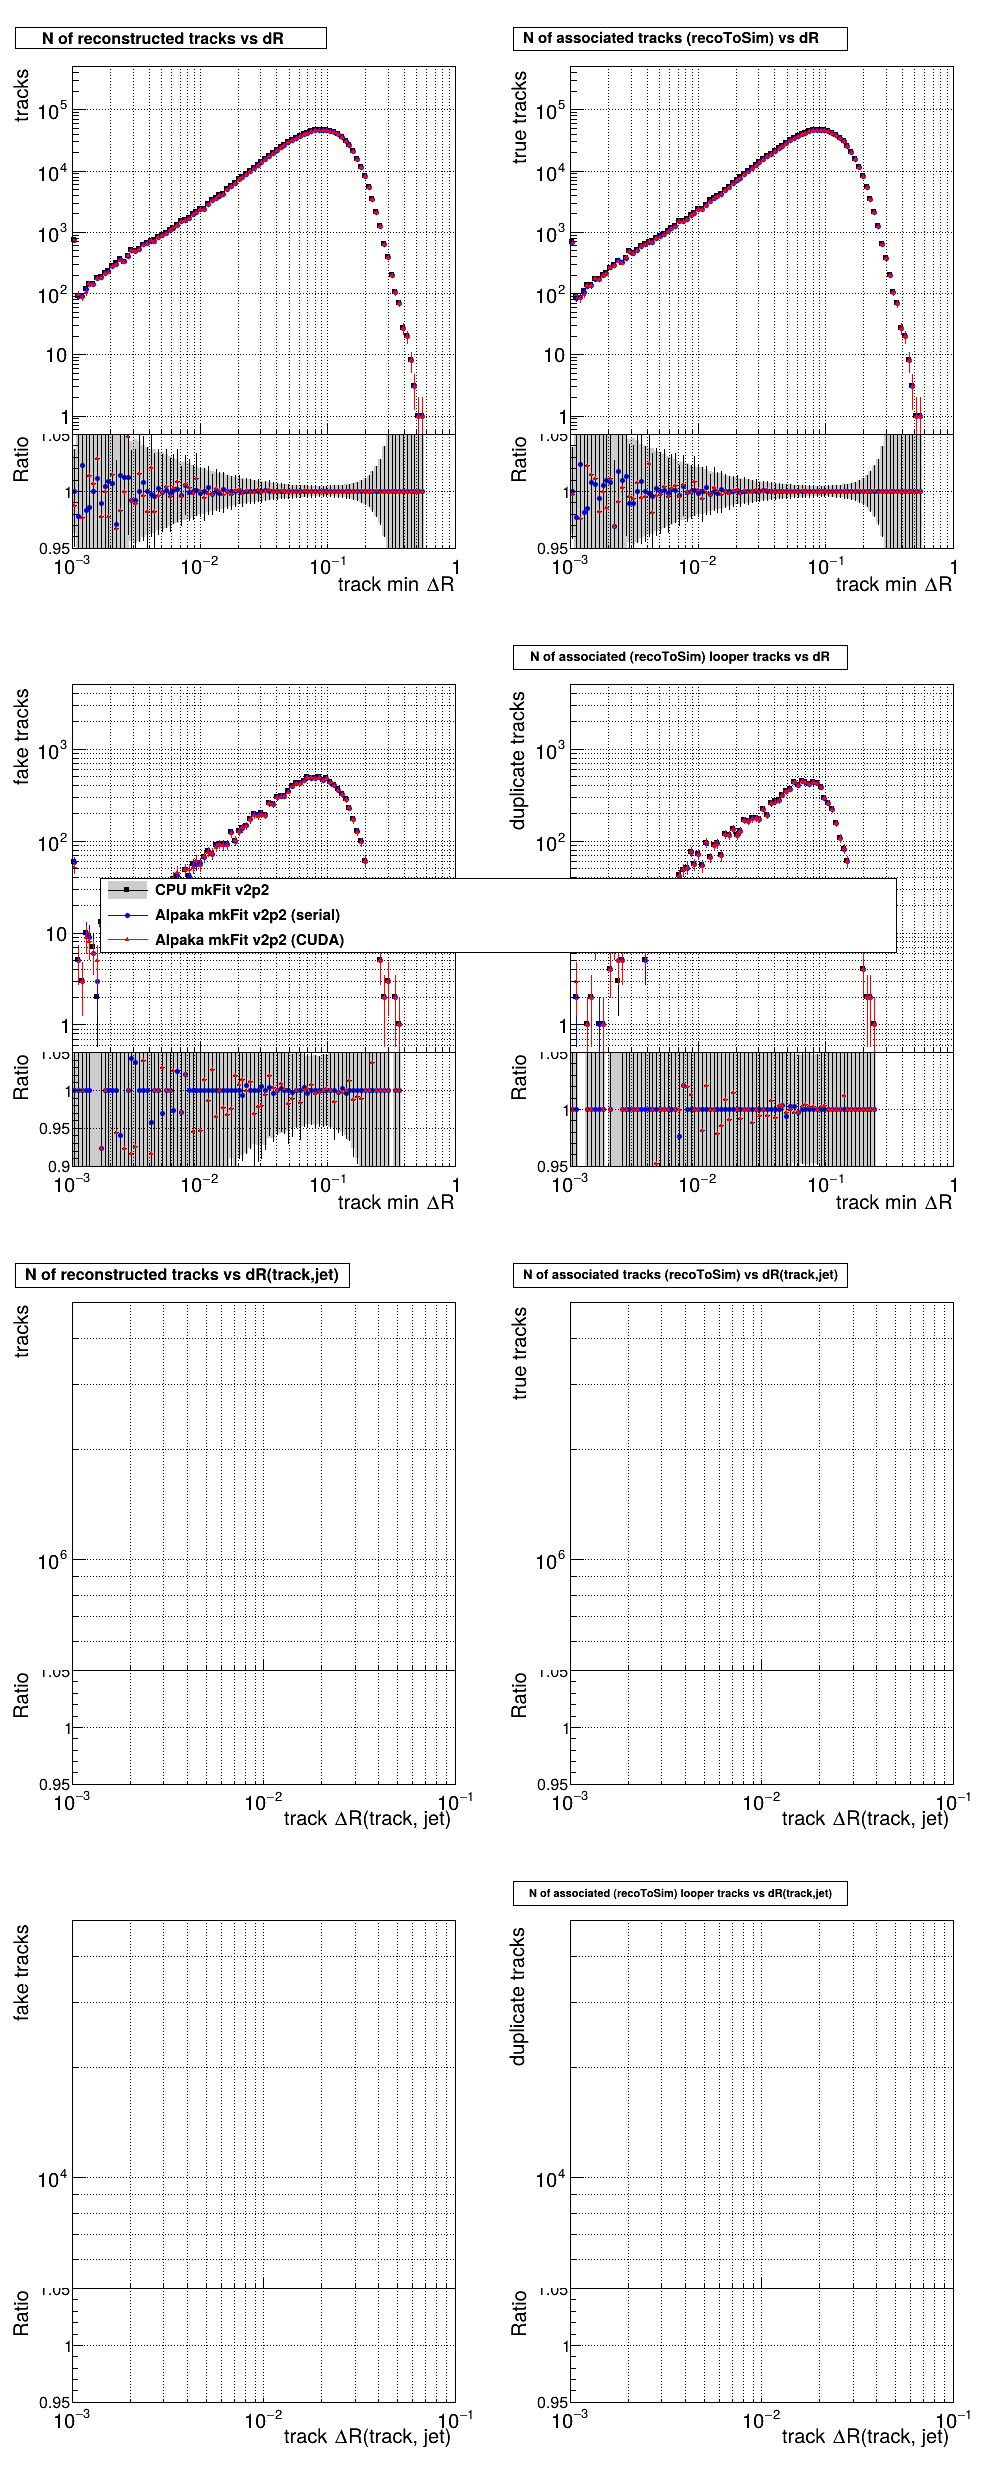 N of reconstructed tracks vs dR
tracks
10^5
10^4
10^3
10^2
10
1
Ratio
1.05
1
0.95
10^−3
10^−2
10^−1
1
track min ΔR
N of associated tracks (recoToSim) vs dR
true tracks
10^5
10^4
10^3
10^2
10
1
Ratio
1.05
1
0.95
10^−3
10^−2
10^−1
1
track min ΔR
fake tracks
10^3
10^2
10
1
Ratio
1.05
1
0.95
0.9
10^−3
10^−2
10^−1
1
track min ΔR
N of associated (recoToSim) looper tracks vs dR
duplicate tracks
10^3
10^2
1
Ratio
1.05
1
0.95
10^−3
10^−2
10^−1
1
track min ΔR
CPU mkFit v2p2
Alpaka mkFit v2p2 (serial)
Alpaka mkFit v2p2 (CUDA)
N of reconstructed tracks vs dR(track,jet)
tracks
10^6
Ratio
1.05
1
0.95
10^−3
10^−2
10^−1
track ΔR(track, jet)
N of associated tracks (recoToSim) vs dR(track,jet)
true tracks
10^6
Ratio
1.05
1
0.95
10^−3
10^−2
10^−1
track ΔR(track, jet)
fake tracks
10^4
Ratio
1.05
1
0.95
10^−3
10^−2
10^−1
track ΔR(track, jet)
N of associated (recoToSim) looper tracks vs dR(track,jet)
duplicate tracks
10^4
Ratio
1.05
1
0.95
10^−3
10^−2
10^−1
track ΔR(track, jet)